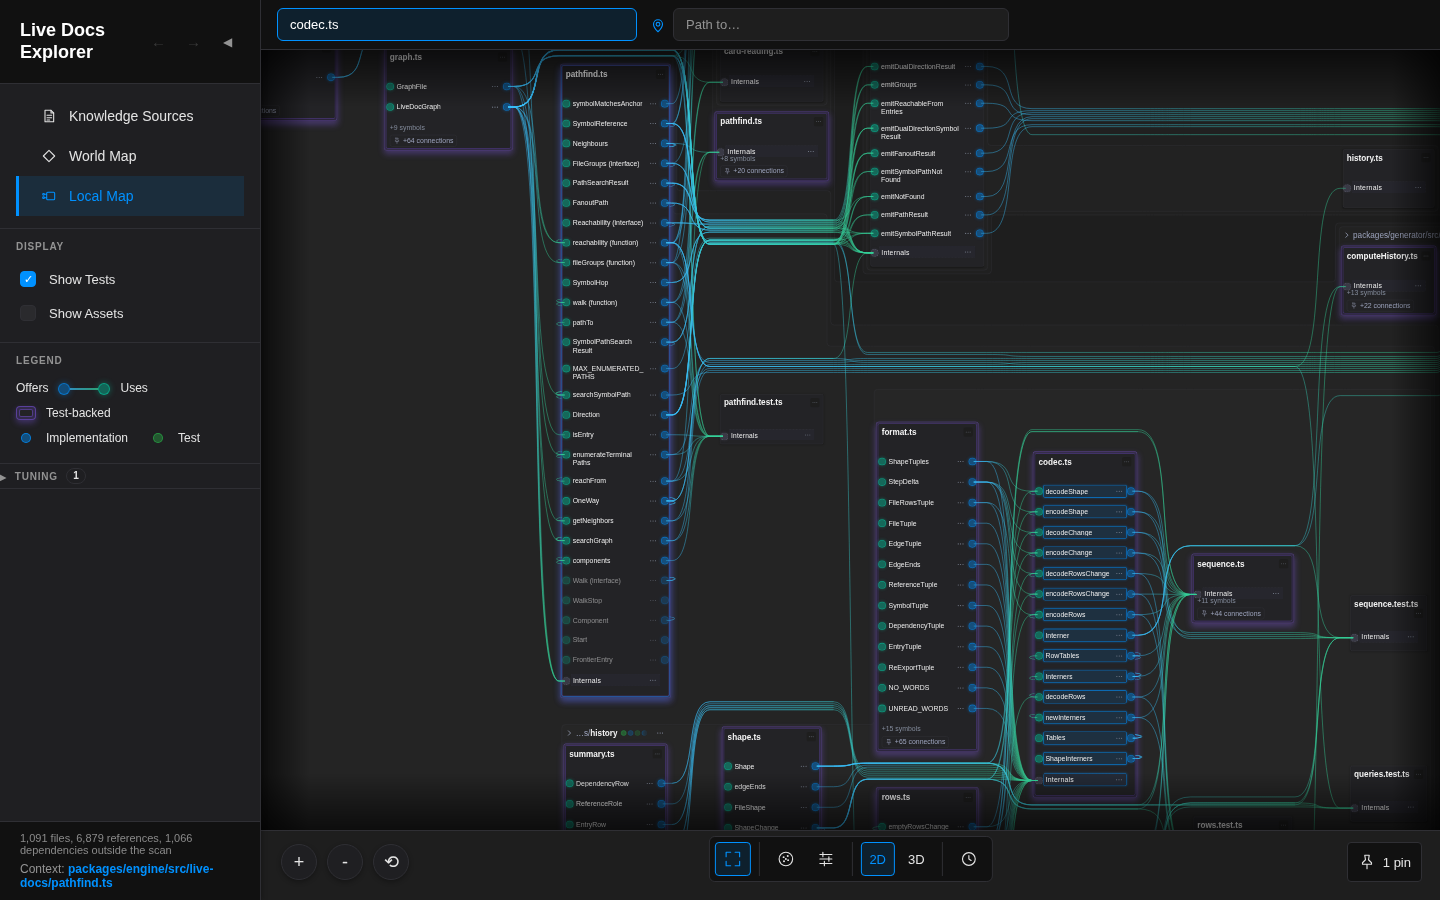 Live Docs
Explorer
codec.ts
Path to…
Knowledge Sources
World Map
Local Map
DISPLAY
Show Tests
Show Assets
LEGEND
Offers
Uses
Test-backed
Implementation
Test
TUNING 1
1,091 files, 6,879 references, 1,066
dependencies outside the scan
Context: packages/engine/src/live-
docs/pathfind.ts
graph.ts
GraphFile
LiveDocGraph
+9 symbols
+64 connections
pathfind.ts
symbolMatchesAnchor
SymbolReference
Neighbours
FileGroups (interface)
PathSearchResult
FanoutPath
Reachability (interface)
reachability (function)
fileGroups (function)
SymbolHop
walk (function)
pathTo
SymbolPathSearch
Result
MAX_ENUMERATED_
PATHS
searchSymbolPath
Direction
isEntry
enumerateTerminal
Paths
reachFrom
OneWay
getNeighbors
searchGraph
components
Walk (interface)
WalkStop
Component
Start
FrontierEntry
Internals
card-reading.ts
Internals
pathfind.ts
Internals
+8 symbols
+20 connections
emitDualDirectionResult
emitGroups
emitReachableFrom
Entries
emitDualDirectionSymbol
Result
emitFanoutResult
emitSymbolPathNot
Found
emitNotFound
emitPathResult
emitSymbolPathResult
Internals
history.ts
Internals
packages/generator/src
computeHistory.ts
Internals
+13 symbols
+22 connections
pathfind.test.ts
Internals
format.ts
ShapeTuples
StepDelta
FileRowsTuple
FileTuple
EdgeTuple
EdgeEnds
ReferenceTuple
SymbolTuple
DependencyTuple
EntryTuple
ReExportTuple
NO_WORDS
UNREAD_WORDS
+15 symbols
+65 connections
codec.ts
decodeShape
encodeShape
decodeChange
encodeChange
decodeRowsChange
encodeRowsChange
encodeRows
Interner
RowTables
Interners
decodeRows
newInterners
Tables
ShapeInterners
Internals
sequence.ts
Internals
+11 symbols
+44 connections
sequence.test.ts
Internals
queries.test.ts
Internals
rows.test.ts
…s/history
summary.ts
DependencyRow
ReferenceRole
EntryRow
shape.ts
Shape
edgeEnds
FileShape
ShapeChange
rows.ts
emptyRowsChange
+
-
2D
3D
1 pin